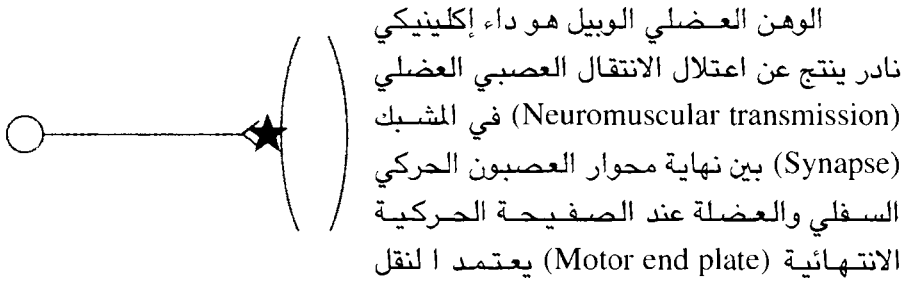 الوهن العضلي الوبيل هو داء إكلينيكي
نادر ينتج عن اعتلال الانتقال العصبي العضلي
(Neuromuscular transmission) في المشبك
(Synapse) بين نهاية محوار العصبون الحركي
السفلي والعضلة عند الصفيحة الحركية
الانتهائية (Motor end plate) يعتمد ا لنقل